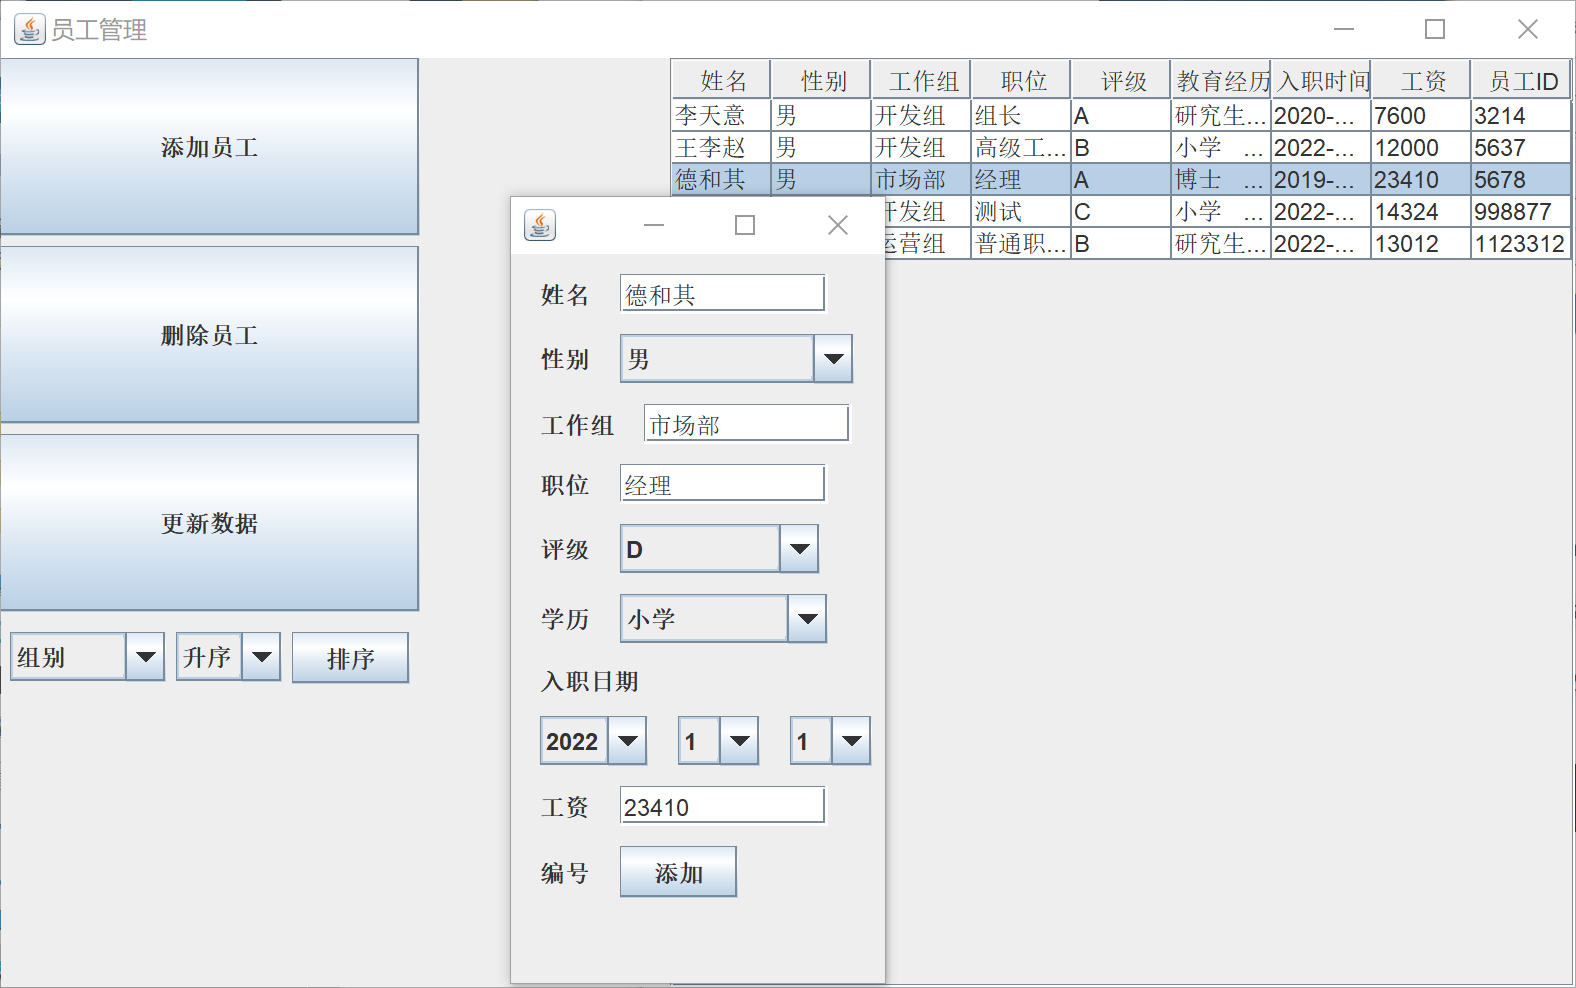 员工管理
添加员工
删除员工
更新数据
组别 升序 排序
姓名 性别 工作组 职位 评级 教育经历 入职时间 工资 员工ID
李天意 男 开发组 组长 A 研究生... 2020-... 7600 3214
王李赵 男 开发组 高级工... B 小学 ... 2022-... 12000 5637
德和其 男 市场部 经理 A 博士 ... 2019-... 23410 5678
开发组 测试 C 小学 ... 2022-... 14324 998877
运营组 普通职... B 研究生... 2022-... 13012 1123312
姓名 德和其
性别 男
工作组 市场部
职位 经理
评级 D
学历 小学
入职日期
2022 1 1
工资 23410
编号 添加